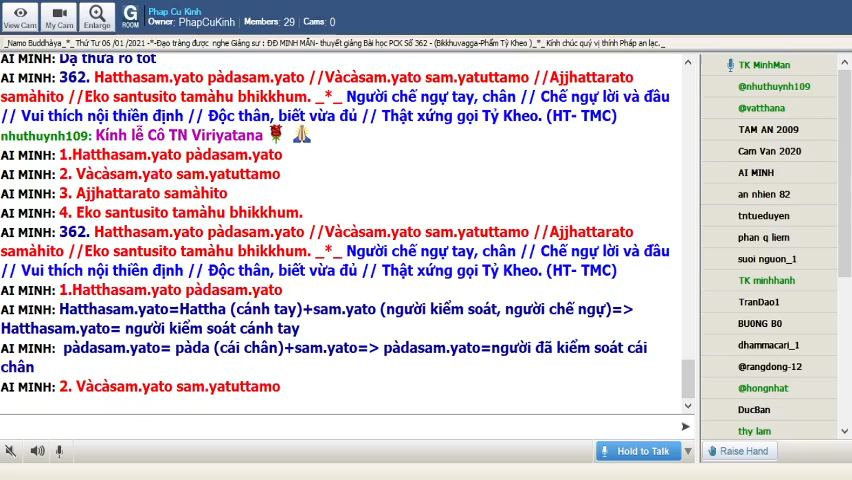 Phap Cu Kinh
Owner: PhapCuKinh | Members: 29 | Cams: 0
View Cam
My Cam
Enlarge
G
ROOM
_Namo Buddhàya_*_ Thứ Tư 06 /01 /2021 -*-Đạo tràng được nghe Giảng sư : ĐĐ MINH MẪN- thuyết giảng Bài học PCK Số 362 - (Bikkhuvagga-Phẩm Tỷ Kheo )_*_ Kính chúc quý vị thính Pháp an lạc._
AI MINH: Dạ thưa rõ tốt
AI MINH: 362. Hatthasam.yato pàdasam.yato //Vàcàsam.yato sam.yatuttamo //Ajjhattarato
samàhito //Eko santusito tamàhu bhikkhum. _*_ Người chế ngự tay, chân // Chế ngự lời và đầu
// Vui thích nội thiền định // Độc thân, biết vừa đủ // Thật xứng gọi Tỷ Kheo. (HT- TMC)
nhuthuynh109: Kính lễ Cô TN Viriyatana
AI MINH: 1.Hatthasam.yato pàdasam.yato
AI MINH: 2. Vàcàsam.yato sam.yatuttamo
AI MINH: 3. Ajjhattarato samàhito
AI MINH: 4. Eko santusito tamàhu bhikkhum.
AI MINH: 362. Hatthasam.yato pàdasam.yato //Vàcàsam.yato sam.yatuttamo //Ajjhattarato
samàhito //Eko santusito tamàhu bhikkhum. _*_ Người chế ngự tay, chân // Chế ngự lời và đầu
// Vui thích nội thiền định // Độc thân, biết vừa đủ // Thật xứng gọi Tỷ Kheo. (HT- TMC)
AI MINH: 1.Hatthasam.yato pàdasam.yato
AI MINH: Hatthasam.yato=Hattha (cánh tay)+sam.yato (người kiểm soát, người chế ngự)=>
Hatthasam.yato= người kiểm soát cánh tay
AI MINH: pàdasam.yato= pàda (cái chân)+sam.yato=> pàdasam.yato=người đã kiểm soát cái
chân
AI MINH: 2. Vàcàsam.yato sam.yatuttamo
TK MinhMan
@nhuthuynh109
@vatthana
TAM AN 2009
Cam Van 2020
AI MINH
an nhien 82
tntueduyen
phan q liem
suoi nguon_1
TK minhhanh
TranDao1
BU0NG B0
dhammacari_1
@rangdong-12
@hongnhat
DucBan
thy lam
Hold to Talk
Raise Hand